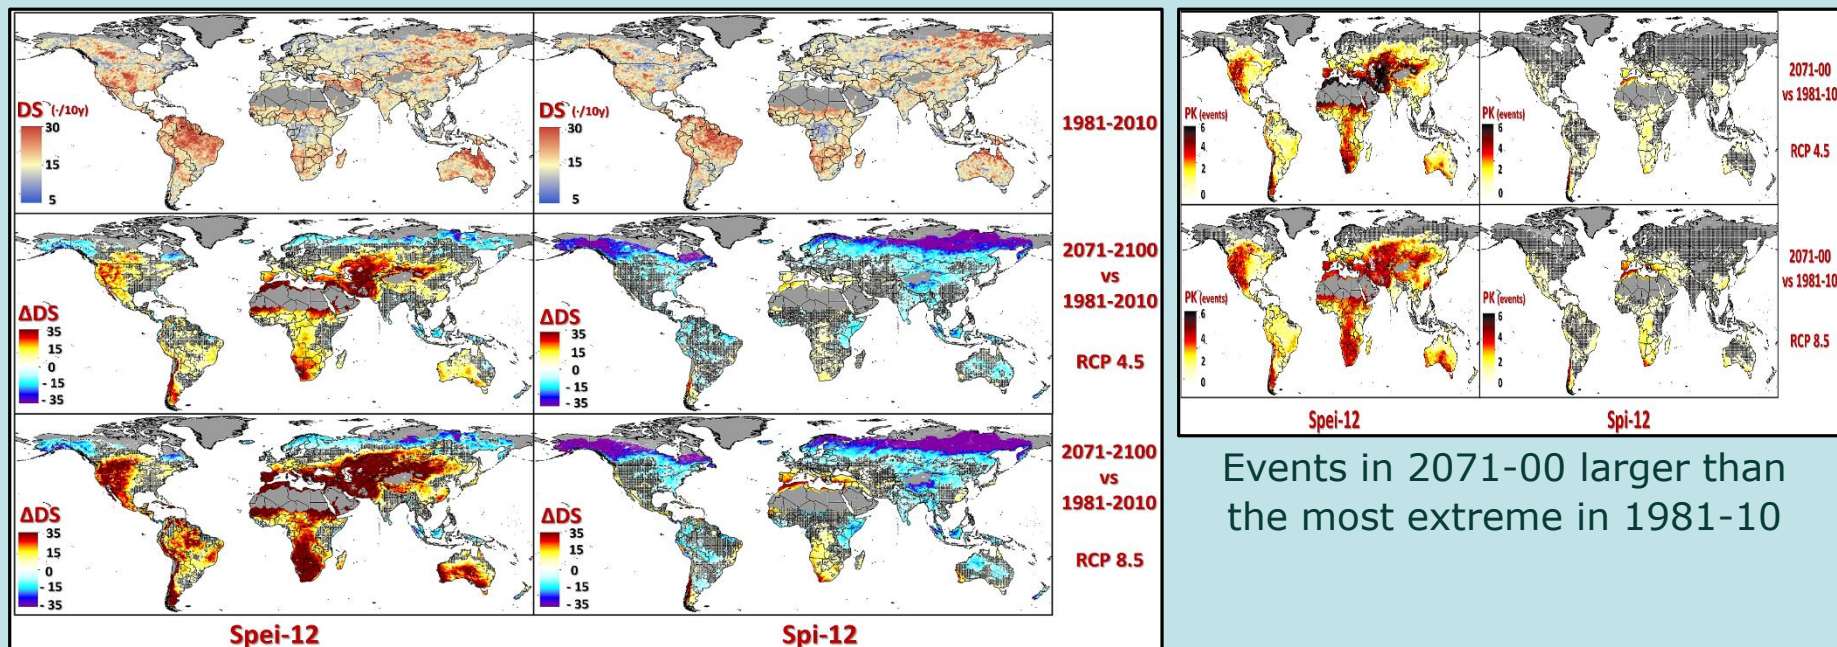 DS (-/10y)
30
15
5
DS (-/10y)
30
15
5
1981-2010
ΔDS
35
15
0
- 15
- 35
ΔDS
35
15
0
- 15
- 35
2071-2100
vs
1981-2010
RCP 4.5
ΔDS
35
15
0
- 15
- 35
ΔDS
35
15
0
- 15
- 35
2071-2100
vs
1981-2010
RCP 8.5
Spei-12
Spi-12
PK (events)
6
4
2
0
PK (events)
6
4
2
0
2071-00
vs 1981-10
RCP 4.5
PK (events)
6
4
2
0
PK (events)
6
4
2
0
2071-00
vs 1981-10
RCP 8.5
Spei-12
Spi-12
Events in 2071-00 larger than
the most extreme in 1981-10